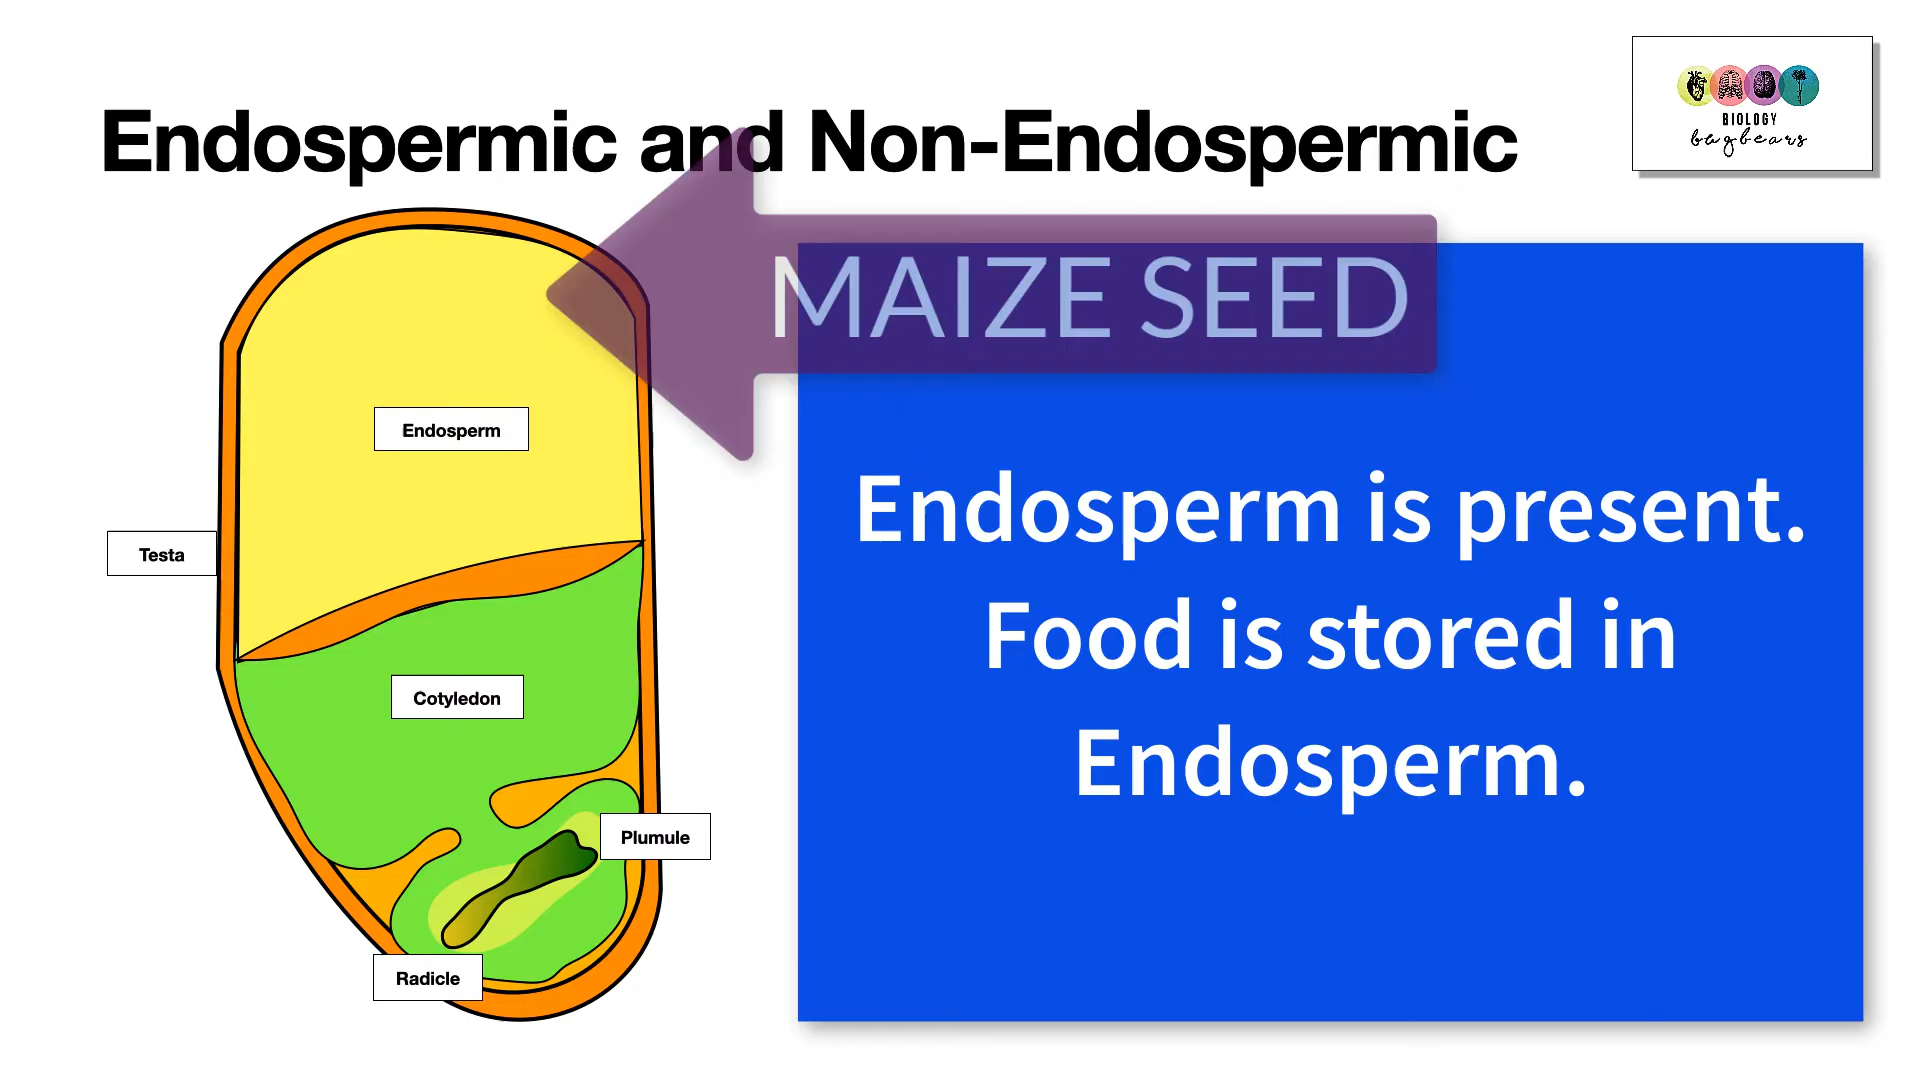 Endospermic and Non-Endospermic
BIOLOGY
bugbears
MAIZE SEED
Endosperm
Testa
Cotyledon
Plumule
Radicle
Endosperm is present.
Food is stored in
Endosperm.